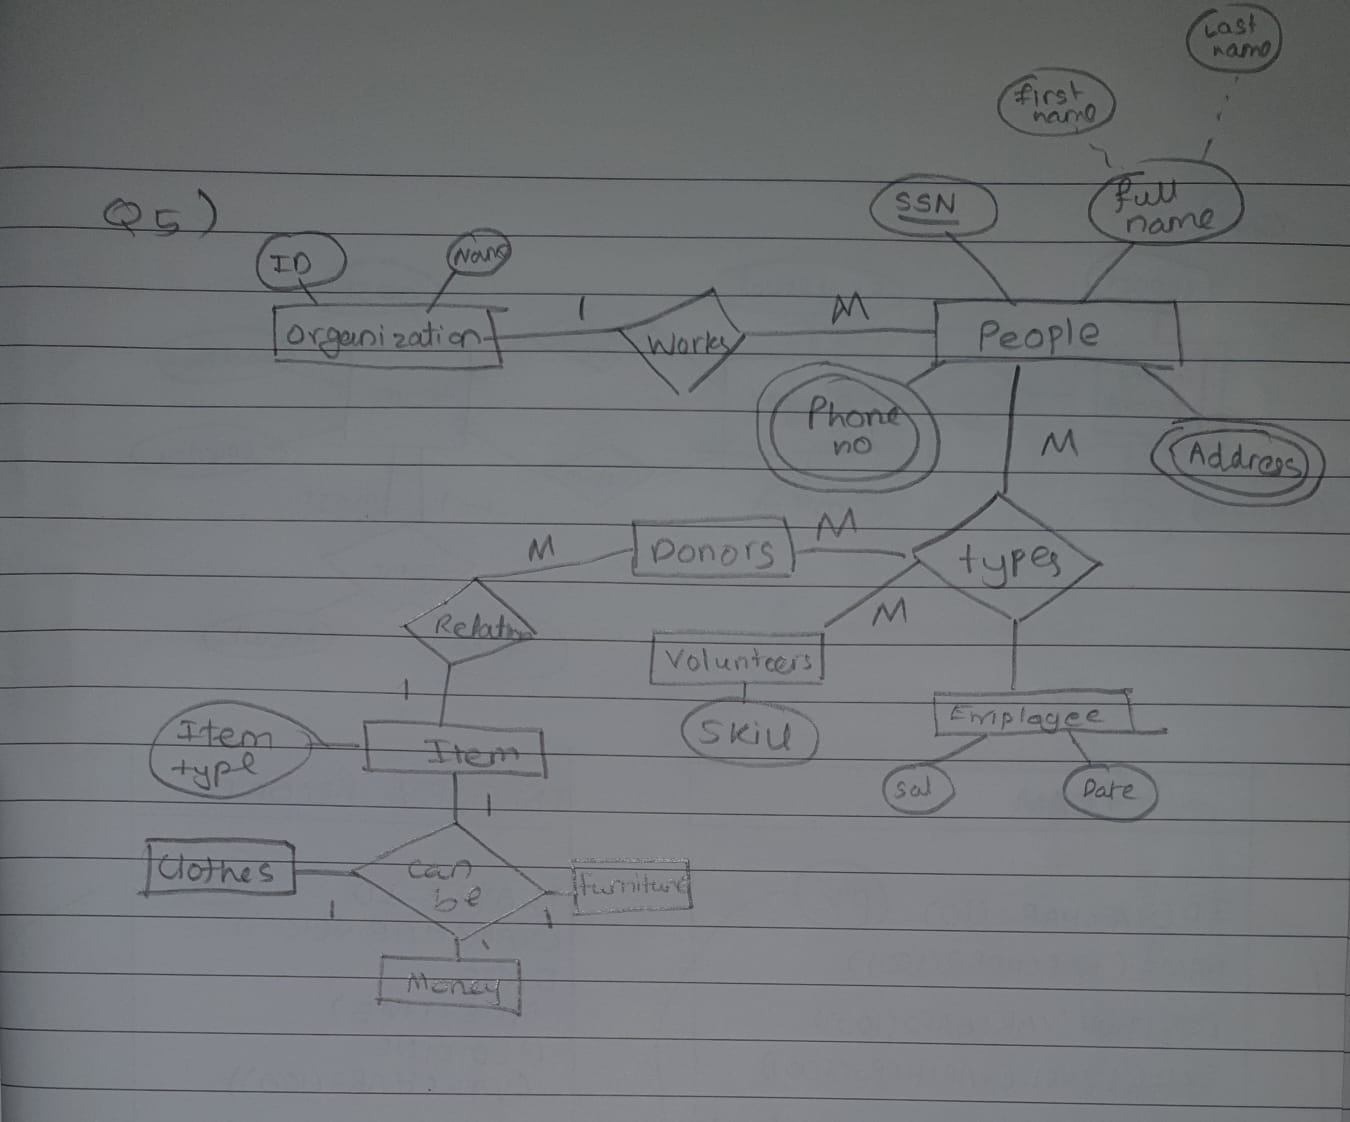 Last
name
first
name
SSN
full
name
Q5)
ID
Name
Organization
1
Works
M
People
Phone
no
M
Address
M
Donors
M
types
Relation
M
Volunteers
1
Skill
Employee
Item
type
Item
Sal
Date
1
Clothes
can
be
furniture
1
1
Money